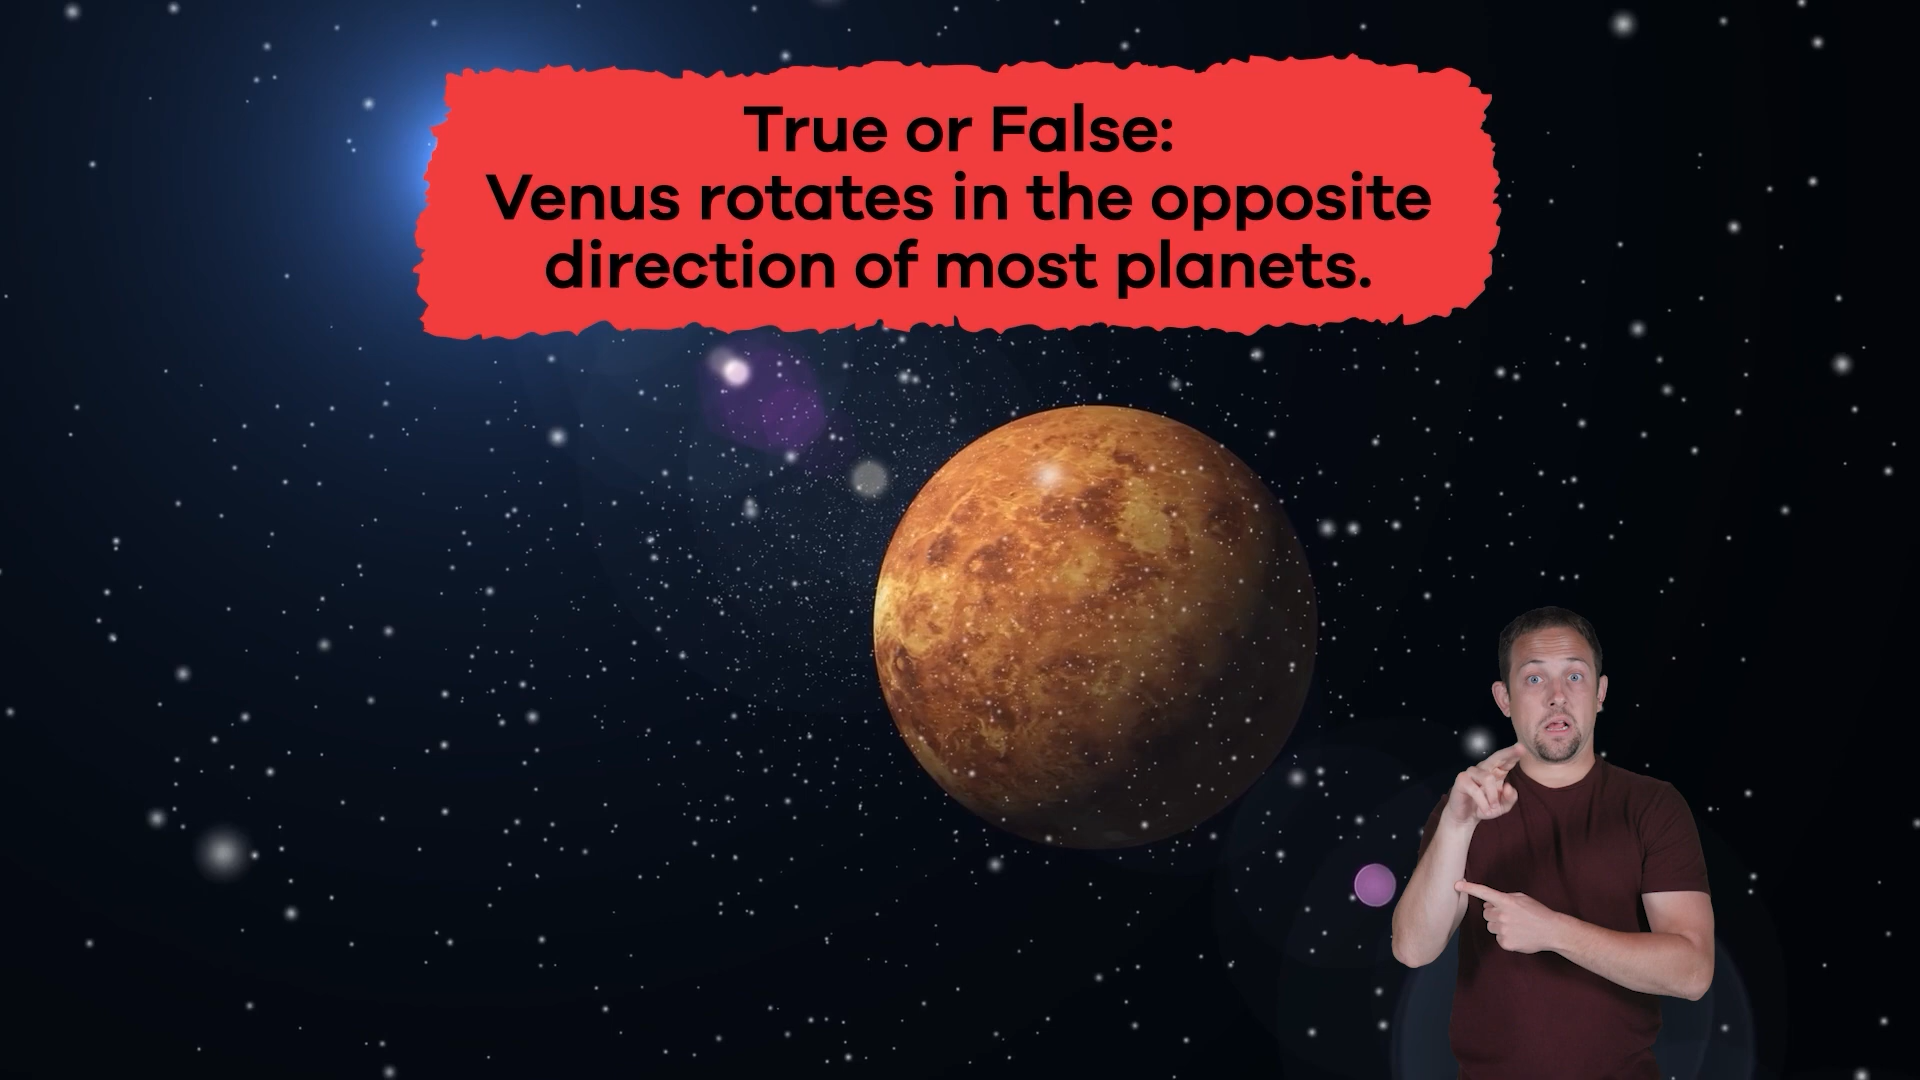 True or False:
Venus rotates in the opposite
direction of most planets.